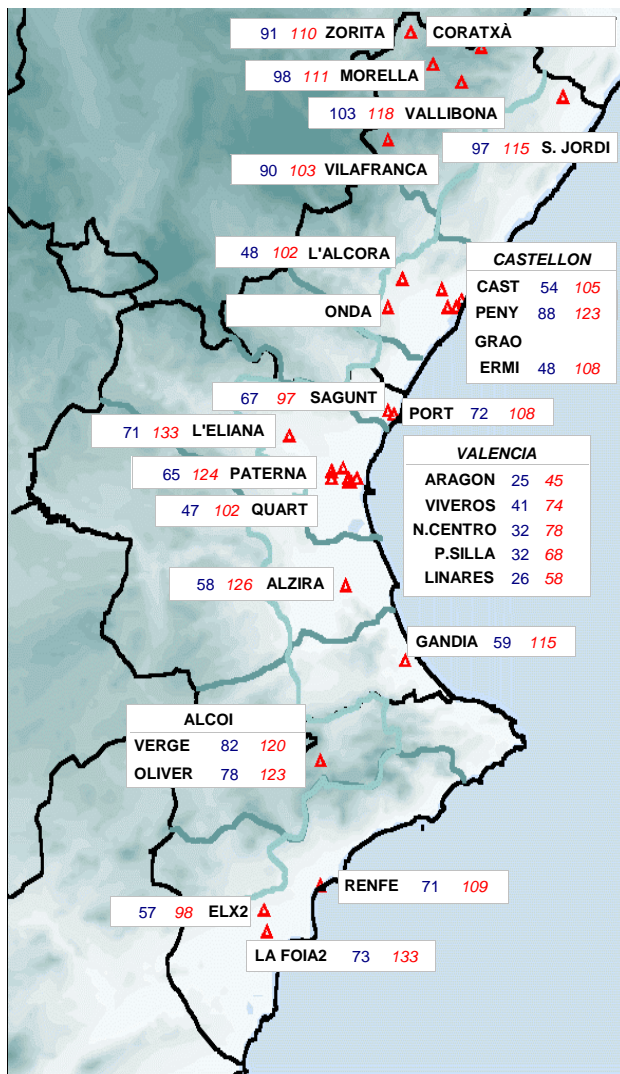 91 110 ZORITA
CORATXÀ
98 111 MORELLA
103 118 VALLIBONA
97 115 S. JORDI
90 103 VILAFRANCA
48 102 L'ALCORA
ONDA
CASTELLON
CAST 54 105
PENY 88 123
GRAO
ERMI 48 108
67 97 SAGUNT
PORT 72 108
71 133 L'ELIANA
65 124 PATERNA
47 102 QUART
VALENCIA
ARAGON 25 45
VIVEROS 41 74
N.CENTRO 32 78
P.SILLA 32 68
LINARES 26 58
58 126 ALZIRA
GANDIA 59 115
ALCOI
VERGE 82 120
OLIVER 78 123
RENFE 71 109
57 98 ELX2
LA FOIA2 73 133